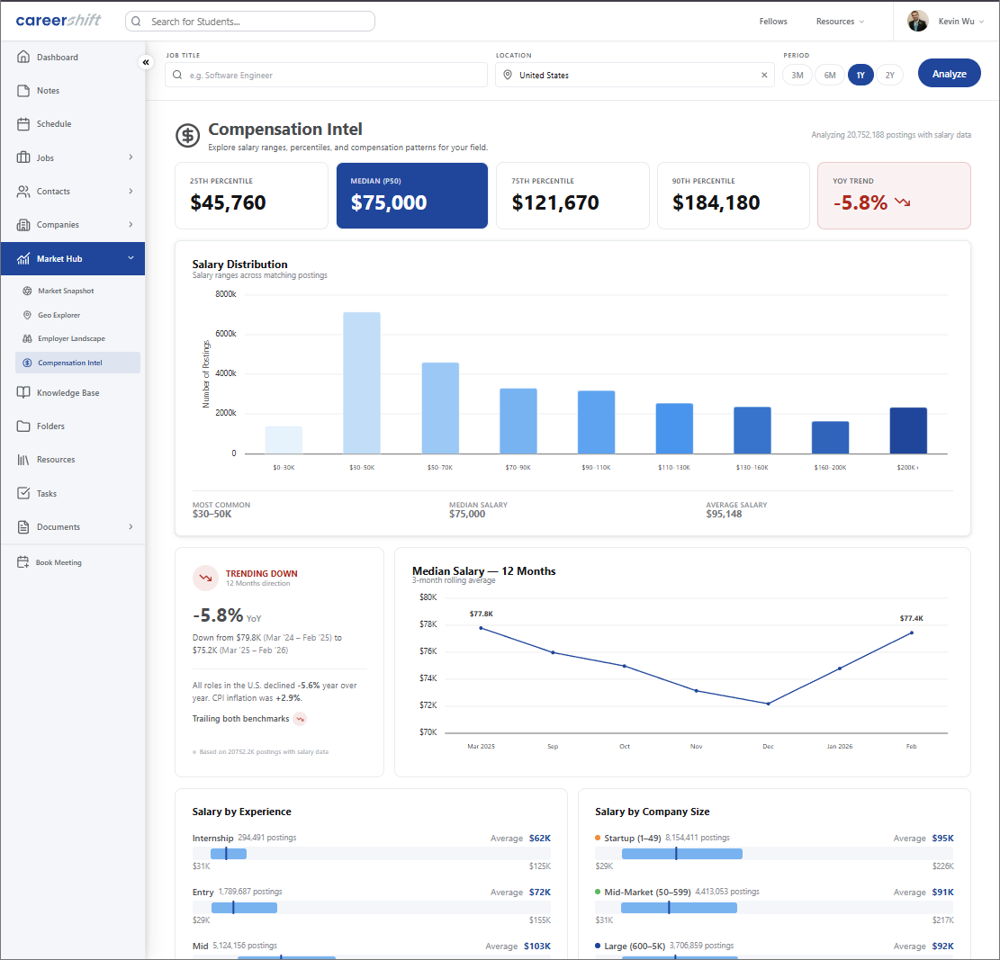 careershift
Search for Students...
Fellows
Resources
Kevin Wu
Dashboard
Notes
Schedule
Jobs
Contacts
Companies
Market Hub
Market Snapshot
Geo Explorer
Employer Landscape
Compensation Intel
Knowledge Base
Folders
Resources
Tasks
Documents
Book Meeting
JOB TITLE
e.g. Software Engineer
LOCATION
United States
PERIOD
3M
6M
1Y
2Y
Analyze
Compensation Intel
Explore salary ranges, percentiles, and compensation patterns for your field.
Analyzing 20,752,188 postings with salary data
25TH PERCENTILE
$45,760
MEDIAN (P50)
$75,000
75TH PERCENTILE
$121,670
90TH PERCENTILE
$184,180
YOY TREND
-5.8%
Salary Distribution
Salary ranges across matching postings
Number of Postings
8000k
6000k
4000k
2000k
0
$0–30K
$30–50K
$50–70K
$70–90K
$90–110K
$110–130K
$130–160K
$160–200K
$200K+
MOST COMMON
$30–50K
MEDIAN SALARY
$75,000
AVERAGE SALARY
$95,148
TRENDING DOWN
12 Months direction
-5.8% YoY
Down from $79.8K (Mar '24 – Feb '25) to
$75.2K (Mar '25 – Feb '26)
All roles in the U.S. declined -5.6% year over
year. CPI inflation was +2.9%.
Trailing both benchmarks
Based on 20752.2K postings with salary data
Median Salary — 12 Months
3-month rolling average
$80K
$78K
$76K
$74K
$72K
$70K
$77.8K
$77.4K
Mar 2025
Sep
Oct
Nov
Dec
Jan 2026
Feb
Salary by Experience
Internship 294,491 postings
Average $62K
$31K
$125K
Entry 1,789,687 postings
Average $72K
$29K
$155K
Mid 5,124,156 postings
Average $103K
Salary by Company Size
Startup (1–49) 8,154,411 postings
Average $95K
$29K
$226K
Mid-Market (50–599) 4,413,053 postings
Average $91K
$31K
$217K
Large (600–5K) 3,706,859 postings
Average $92K